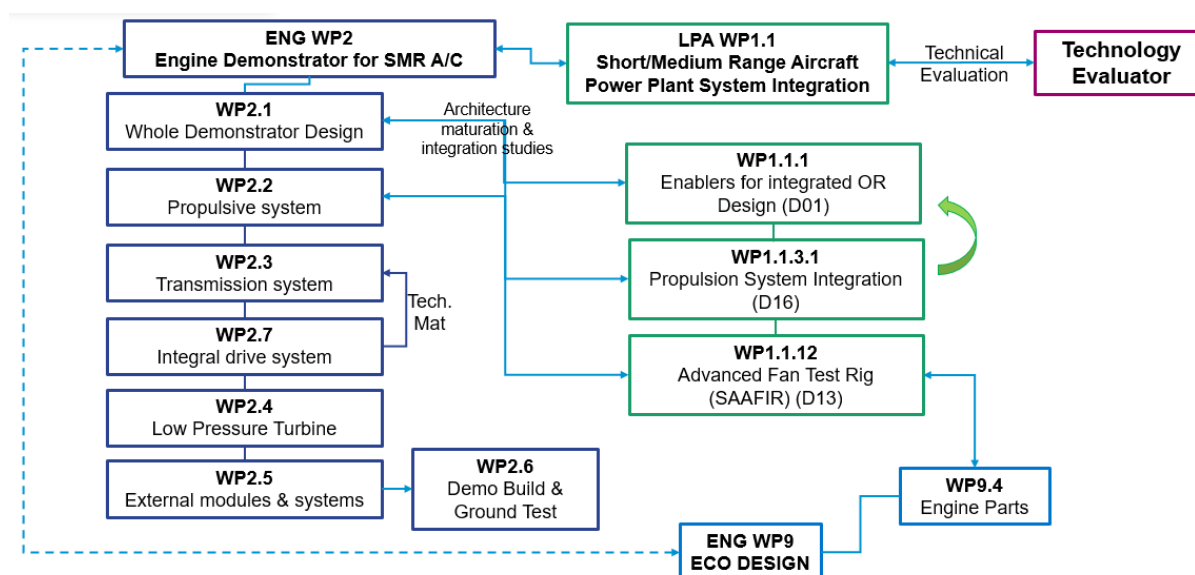 ENG WP2
Engine Demonstrator for SMR A/C
LPA WP1.1
Short/Medium Range Aircraft
Power Plant System Integration
Technical
Evaluation
Technology
Evaluator
WP2.1
Whole Demonstrator Design
Architecture
maturation &
integration studies
WP2.2
Propulsive system
WP1.1.1
Enablers for integrated OR
Design (D01)
WP2.3
Transmission system
Tech.
Mat
WP1.1.3.1
Propulsion System Integration
(D16)
WP2.7
Integral drive system
WP1.1.12
Advanced Fan Test Rig
(SAAFIR) (D13)
WP2.4
Low Pressure Turbine
WP2.5
External modules & systems
WP2.6
Demo Build &
Ground Test
WP9.4
Engine Parts
ENG WP9
ECO DESIGN